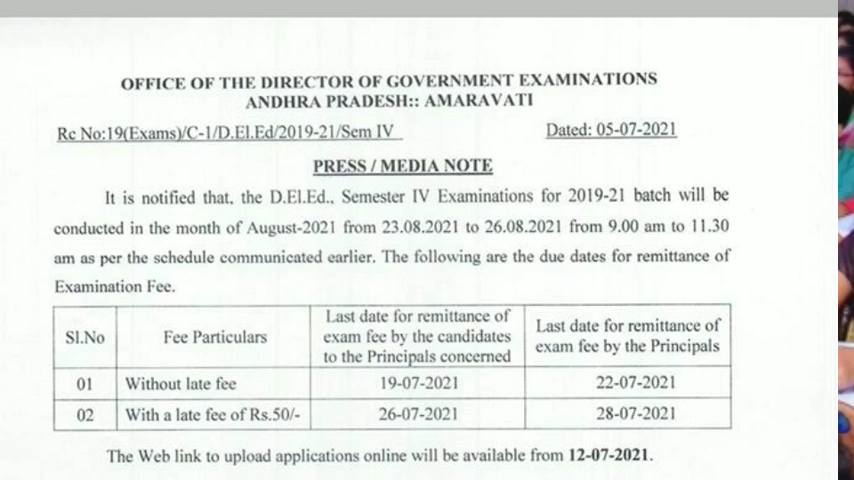 OFFICE OF THE DIRECTOR OF GOVERNMENT EXAMINATIONS
ANDHRA PRADESH:: AMARAVATI
Rc No:19(Exams)/C-1/D.El.Ed/2019-21/Sem IV Dated: 05-07-2021
PRESS / MEDIA NOTE
It is notified that, the D.El.Ed., Semester IV Examinations for 2019-21 batch will be
conducted in the month of August-2021 from 23.08.2021 to 26.08.2021 from 9.00 am to 11.30
am as per the schedule communicated earlier. The following are the due dates for remittance of
Examination Fee.
Sl.No
Fee Particulars
Last date for remittance of
exam fee by the candidates
to the Principals concerned
Last date for remittance of
exam fee by the Principals
01 Without late fee 19-07-2021 22-07-2021
02 With a late fee of Rs.50/- 26-07-2021 28-07-2021
The Web link to upload applications online will be available from 12-07-2021.